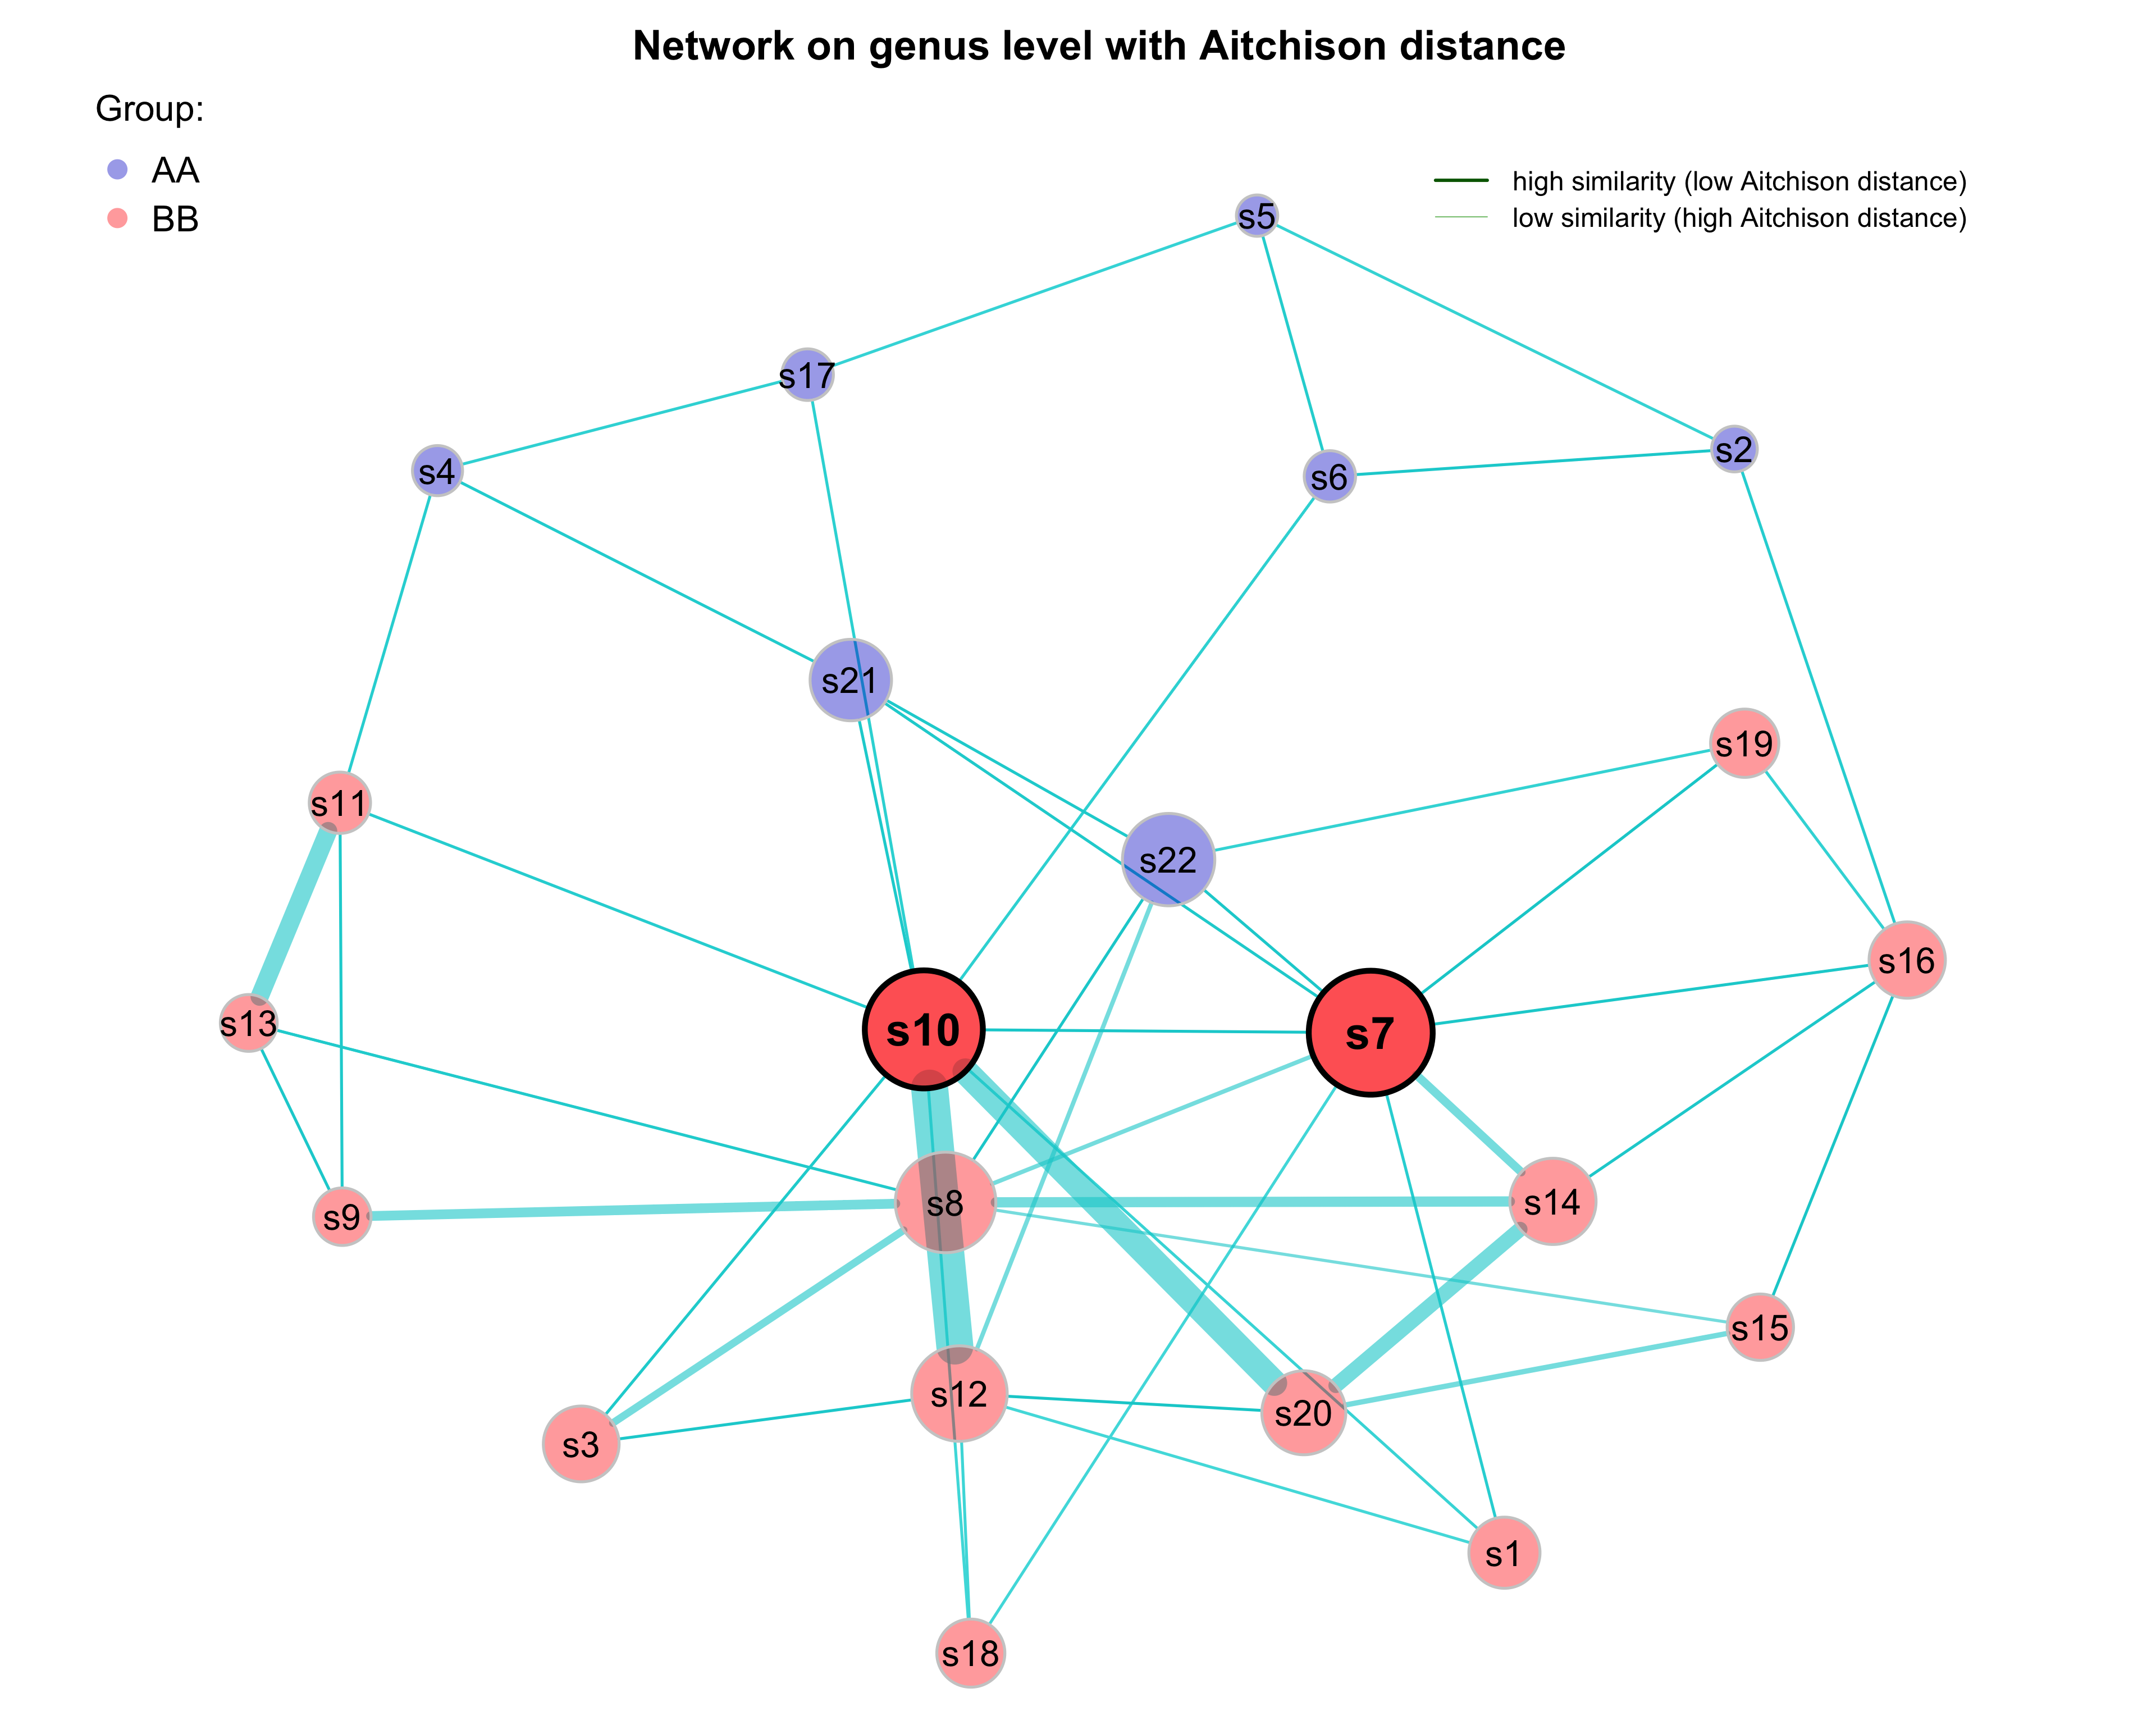 Network on genus level with Aitchison distance
Group:
AA
BB
high similarity (low Aitchison distance)
low similarity (high Aitchison distance)
s5
s17
s4
s6
s2
s21
s19
s11
s22
s16
s13
s10
s7
s9
s8
s14
s15
s12
s20
s3
s1
s18